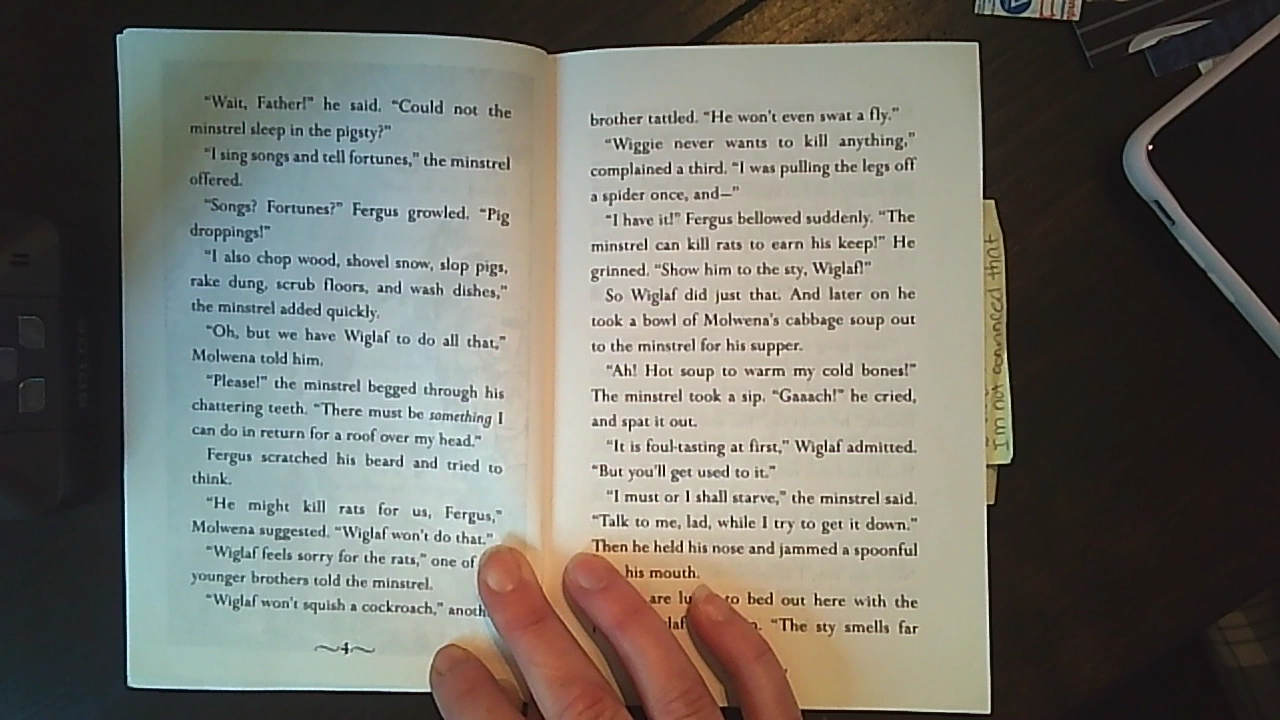 “Wait, Father!” he said. “Could not the
minstrel sleep in the pigsty?”
“I sing songs and tell fortunes,” the minstrel
offered.
“Songs? Fortunes?” Fergus growled. “Pig
droppings!”
“I also chop wood, shovel snow, slop pigs,
rake dung, scrub floors, and wash dishes,”
the minstrel added quickly.
“Oh, but we have Wiglaf to do all that,”
Molwena told him.
“Please!” the minstrel begged through his
chattering teeth. “There must be something I
can do in return for a roof over my head.”
Fergus scratched his beard and tried to
think.
“He might kill rats for us, Fergus,”
Molwena suggested. “Wiglaf won't do that.”
“Wiglaf feels sorry for the rats,” one of
younger brothers told the minstrel.
“Wiglaf won't squish a cockroach,”
4
brother tattled. “He won't even swat a fly.”
“Wiggie never wants to kill anything,”
complained a third. “I was pulling the legs off
a spider once, and—”
“I have it!” Fergus bellowed suddenly. “The
minstrel can kill rats to earn his keep!” He
grinned. “Show him to the sty, Wiglaf!”
So Wiglaf did just that. And later on he
took a bowl of Molwena's cabbage soup out
to the minstrel for his supper.
“Ah! Hot soup to warm my cold bones!”
The minstrel took a sip. “Gaaach!” he cried,
and spat it out.
“It is foul-tasting at first,” Wiglaf admitted.
“But you'll get used to it.”
“I must or I shall starve,” the minstrel said.
“Talk to me, lad, while I try to get it down.”
Then he held his nose and jammed a spoonful
his mouth.
are to bed out here with the
“The sty smells far
I'm not conned that